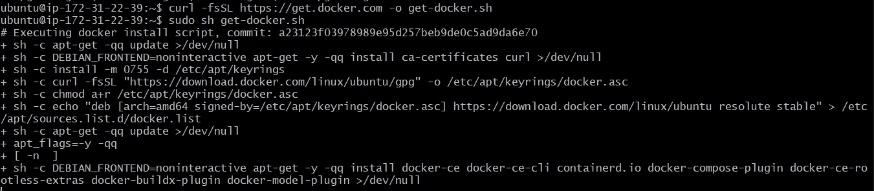 ubuntu@ip-172-31-22-39:~$ curl -fsSL https://get.docker.com -o get-docker.sh
ubuntu@ip-172-31-22-39:~$ sudo sh get-docker.sh
# Executing docker install script, commit: a23123f03978989e95d257beb9de0c5ad9da6e70
+ sh -c apt-get -qq update >/dev/null
+ sh -c DEBIAN_FRONTEND=noninteractive apt-get -y -qq install ca-certificates curl >/dev/null
+ sh -c install -m 0755 -d /etc/apt/keyrings
+ sh -c curl -fsSL "https://download.docker.com/linux/ubuntu/gpg" -o /etc/apt/keyrings/docker.asc
+ sh -c chmod a+r /etc/apt/keyrings/docker.asc
+ sh -c echo "deb [arch=amd64 signed-by=/etc/apt/keyrings/docker.asc] https://download.docker.com/linux/ubuntu resolute stable" > /etc
/apt/sources.list.d/docker.list
+ sh -c apt-get -qq update >/dev/null
+ apt_flags=-y -qq
+ [ -n  ]
+ sh -c DEBIAN_FRONTEND=noninteractive apt-get -y -qq install docker-ce docker-ce-cli containerd.io docker-compose-plugin docker-ce-ro
otless-extras docker-buildx-plugin docker-model-plugin >/dev/null